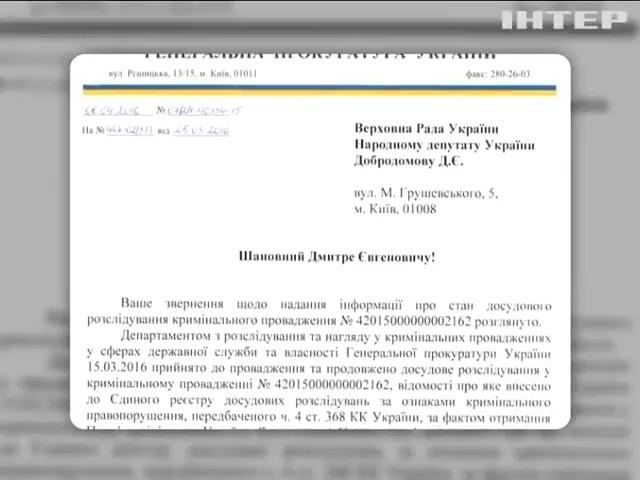 ІНТЕР
ГЕНЕРАЛЬНА ПРОКУРАТУРА УКРАЇНИ
вул. Різницька, 13/15, м. Київ, 01011 факс: 280-26-03
На № від
Верховна Рада України
Народному депутату України
Добродомову Д.Є.
вул. М. Грушевського, 5,
м. Київ, 01008
Шановний Дмитре Євгеновичу!
Ваше звернення щодо надання інформації про стан досудового
розслідування кримінального провадження № 42015000000002162 розглянуто.
Департаментом з розслідування та нагляду у кримінальних провадженнях
у сферах державної служби та власності Генеральної прокуратури України
15.03.2016 прийнято до провадження та продовжено досудове розслідування у
кримінальному провадженні № 42015000000002162, відомості про яке внесено
до Єдиного реєстру досудових розслідувань за ознаками кримінального
правопорушення, передбаченого ч. 4 ст. 368 КК України, за фактом отримання